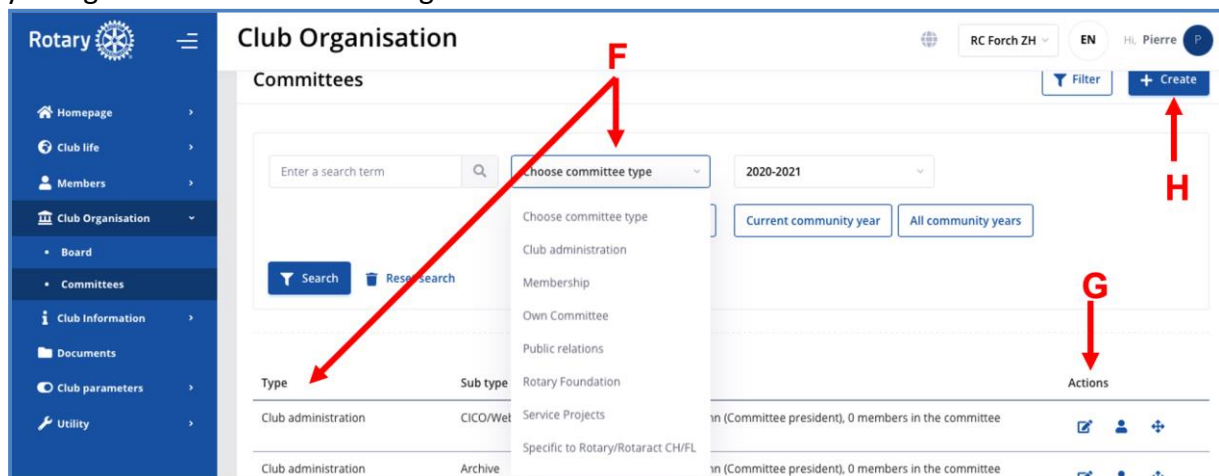 Rotary
Club Organisation
RC Forch ZH
EN
Hi, Pierre
P
F
Committees
Filter
+ Create
Homepage
Club life
Members
Club Organisation
Board
Committees
Club Information
Documents
Club parameters
Utility
H
Enter a search term
Choose committee type
2020-2021
Choose committee type
Club administration
Membership
Own Committee
Public relations
Rotary Foundation
Service Projects
Specific to Rotary/Rotaract CH/FL
Current community year
All community years
Search
Reset search
G
Type
Sub type
Actions
Club administration
CICO/Web
(Committee president), 0 members in the committee
Club administration
Archive
(Committee president), 0 members in the committee